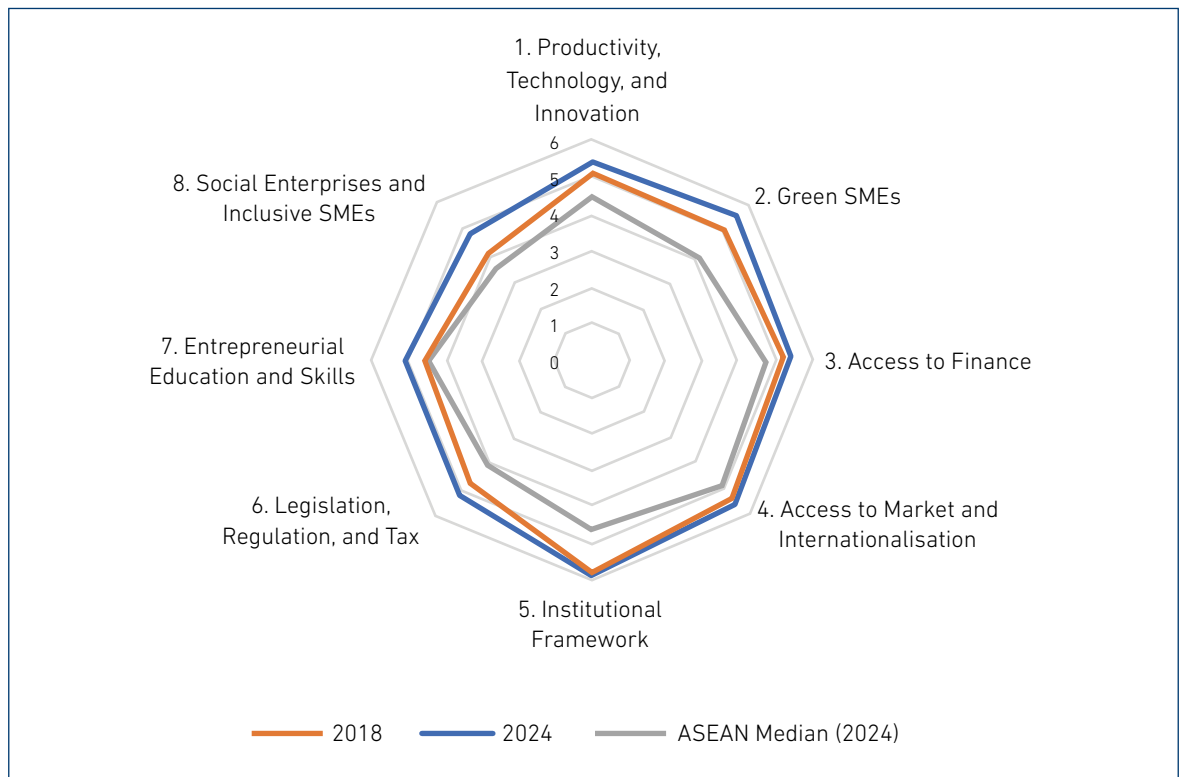 1. Productivity,
Technology, and
Innovation
6
5
4
3
2
1
0
2. Green SMEs
3. Access to Finance
4. Access to Market and
Internationalisation
5. Institutional
Framework
6. Legislation,
Regulation, and Tax
7. Entrepreneurial
Education and Skills
8. Social Enterprises and
Inclusive SMEs
2018
2024
ASEAN Median (2024)